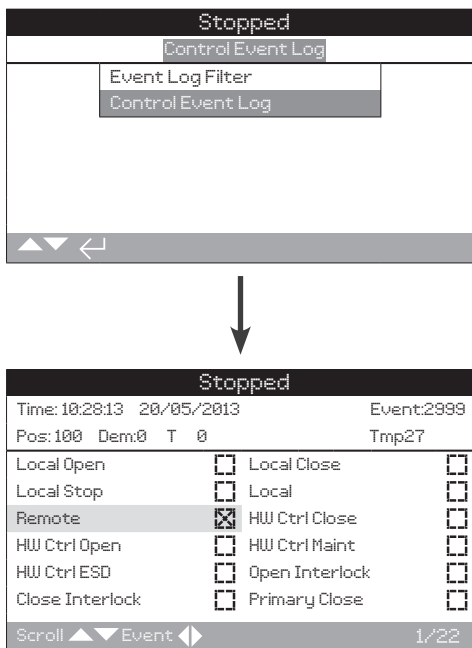 Stopped
Control Event Log
Event Log Filter
Control Event Log
Stopped
Time: 10:28:13 20/05/2013 Event:2999
Pos: 100 Dem:0 T 0 Tmp27
Local Open Local Close
Local Stop Local
Remote HW Ctrl Close
HW Ctrl Open HW Ctrl Maint
HW Ctrl ESD Open Interlock
Close Interlock Primary Close
Scroll Event 1/22